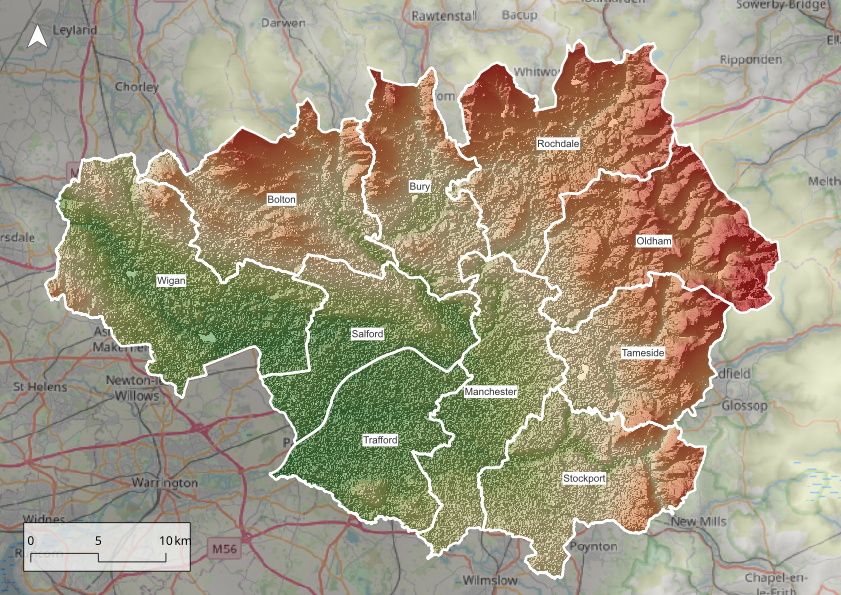 Sowerby-Bridge
Rawtenstall
Bacup
Darwen
Leyland
Ripponden
Chorley
Rochdale
Bury
Bolton
Oldham
Wigan
Salford
Tameside
St Helens
Newton-le-
Willows
Manchester
Glossop
Trafford
Stockport
Warrington
Widnes
New Mills
0 5 10 km
M56
Poynton
Wilmslow
Chapel-en-
le-Frith